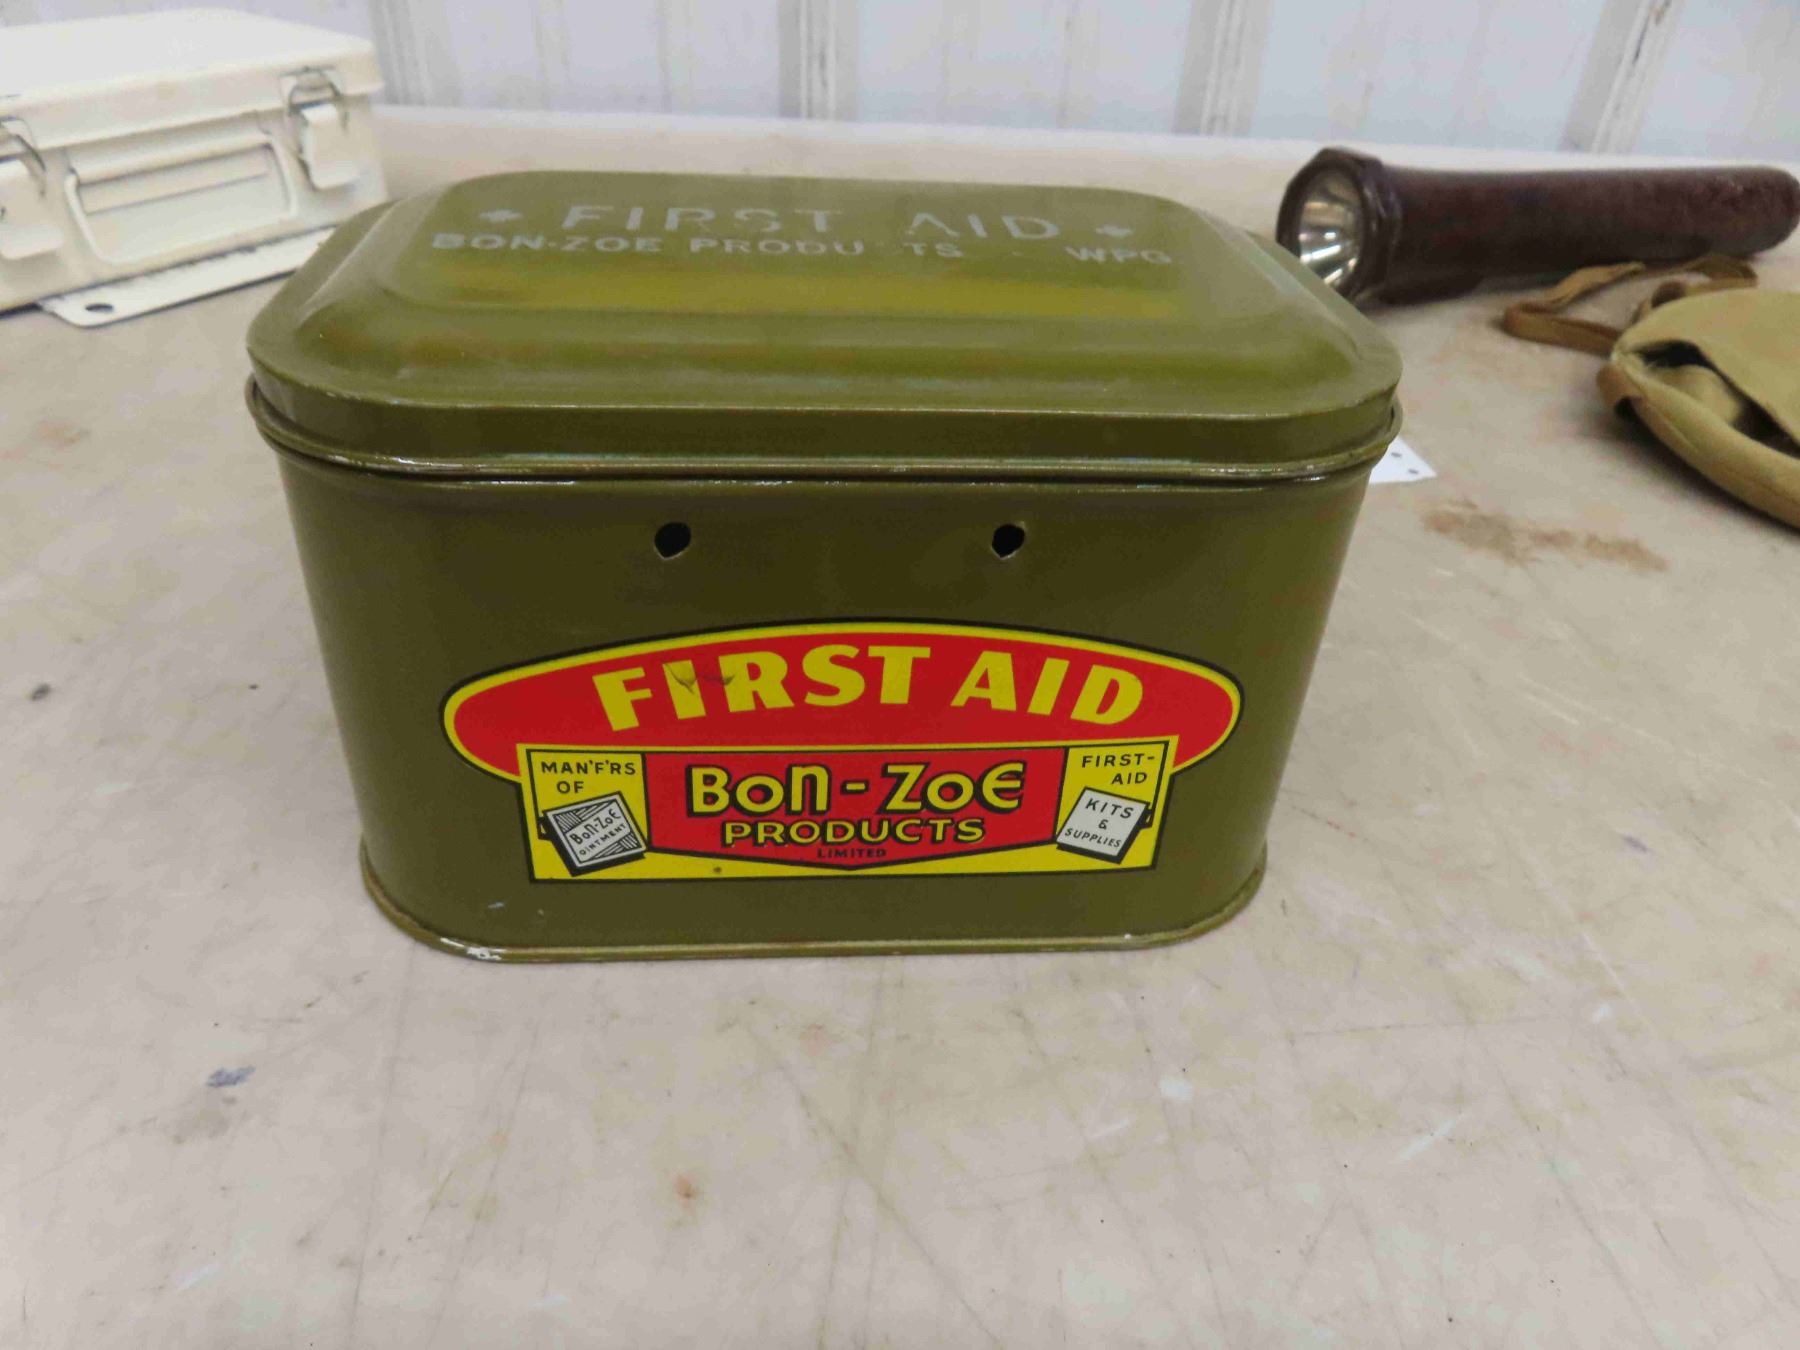 FIRST AID
BON-ZOE PRODU TS - WPG
FIRST AID
MAN'F'RS
OF
BON-ZOE
OINTMENT
BON-ZOE
PRODUCTS
LIMITED
FIRST-
AID
KITS
&
SUPPLIES